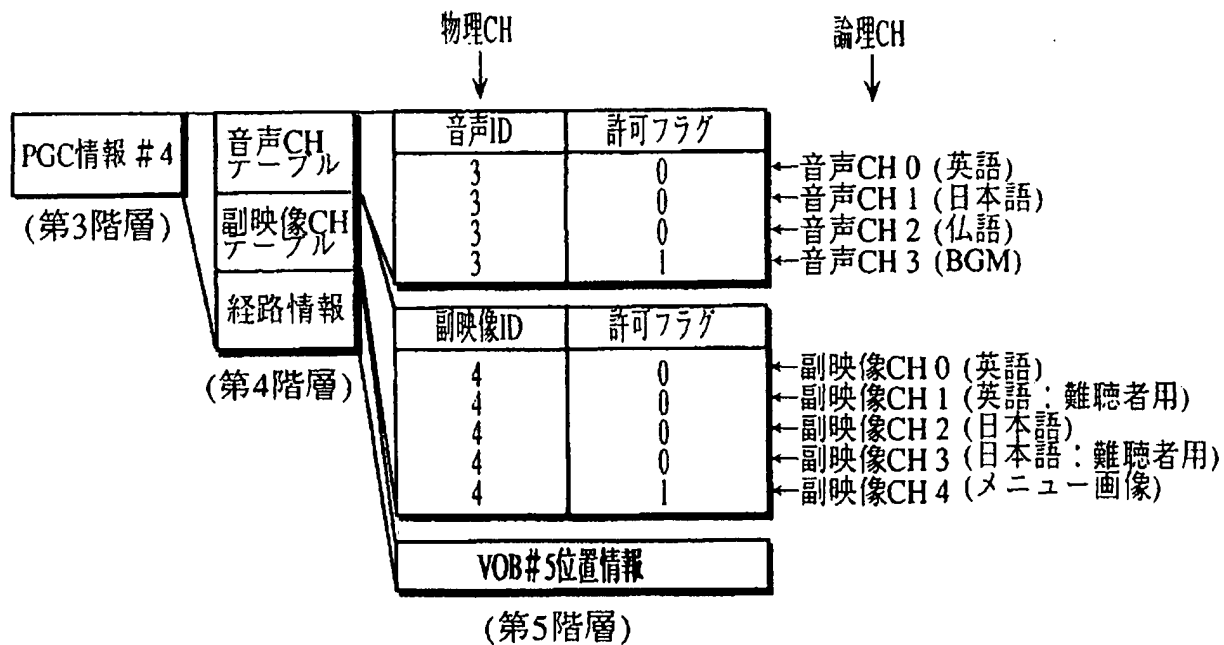 物理CH
論理CH
PGC情報 #4
(第3階層)
音声CH
テーブル
副映像CH
テーブル
経路情報
(第4階層)
音声ID 許可フラグ
3 0 ←音声CH 0 (英語)
3 0 ←音声CH 1 (日本語)
3 0 ←音声CH 2 (仏語)
3 1 ←音声CH 3 (BGM)
副映像ID 許可フラグ
4 0 ←副映像CH 0 (英語)
4 0 ←副映像CH 1 (英語：難聴者用)
4 0 ←副映像CH 2 (日本語)
4 0 ←副映像CH 3 (日本語：難聴者用)
4 1 ←副映像CH 4 (メニュー画像)
VOB#5位置情報
(第5階層)